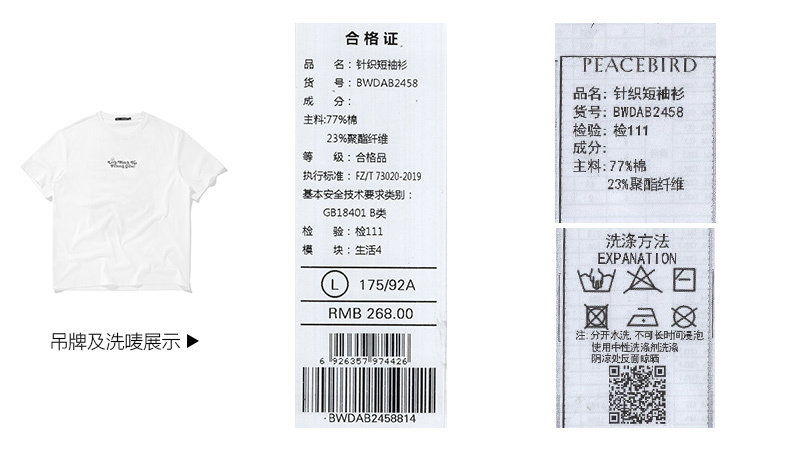 吊牌及洗唛展示▶
合格证
品 名：针织短袖衫
货 号：BWDAB2458
成 分：
主料:77%棉
23%聚酯纤维
等 级：合格品
执行标准：FZ/T 73020-2019
基本安全技术要求类别：
GB18401 B类
检 验：检111
模 块：生活4
L 175/92A
RMB 268.00
6 926357 974426
BWDAB2458814
PEACEBIRD
品名: 针织短袖衫
货号: BWDAB2458
检验: 检111
成分:
主料:77%棉
23%聚酯纤维
洗涤方法
EXPANATION
注:分开水洗,不可长时间浸泡
使用中性洗涤剂洗涤
阴凉处反面晾晒